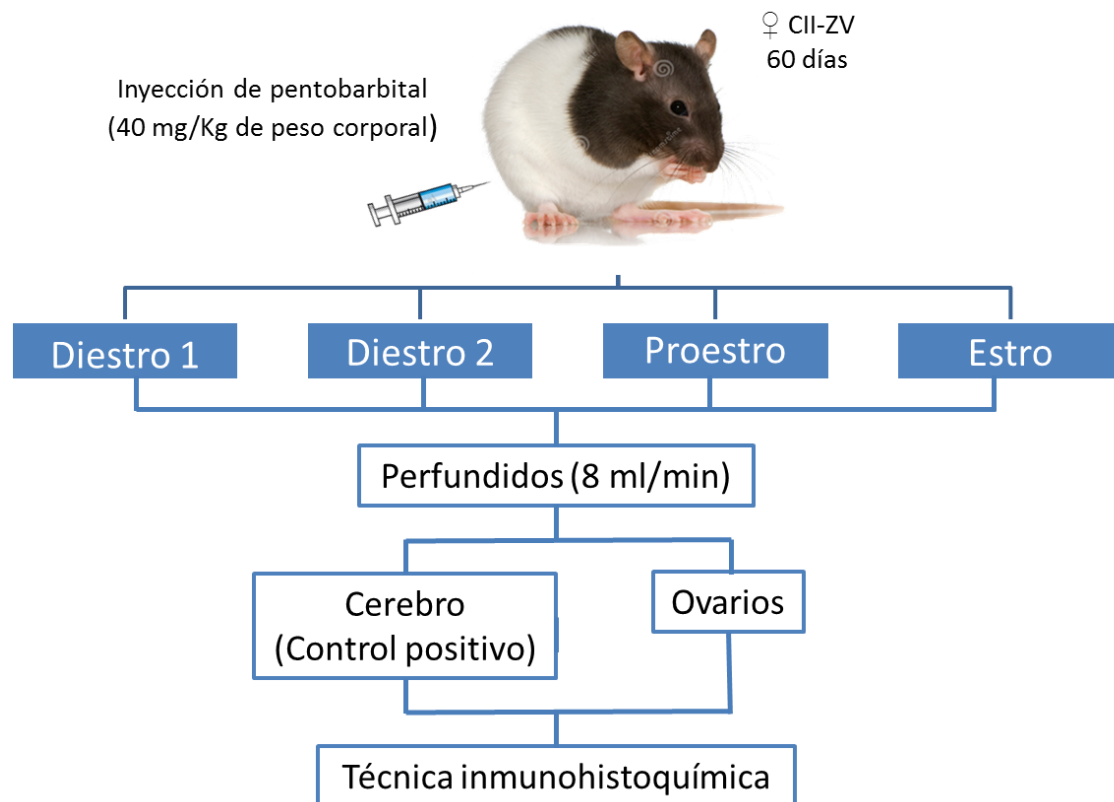 ♀ CII-ZV
60 días
Inyección de pentobarbital
(40 mg/Kg de peso corporal)
Diestro 1
Diestro 2
Proestro
Estro
Perfundidos (8 ml/min)
Cerebro
(Control positivo)
Ovarios
Técnica inmunohistoquímica